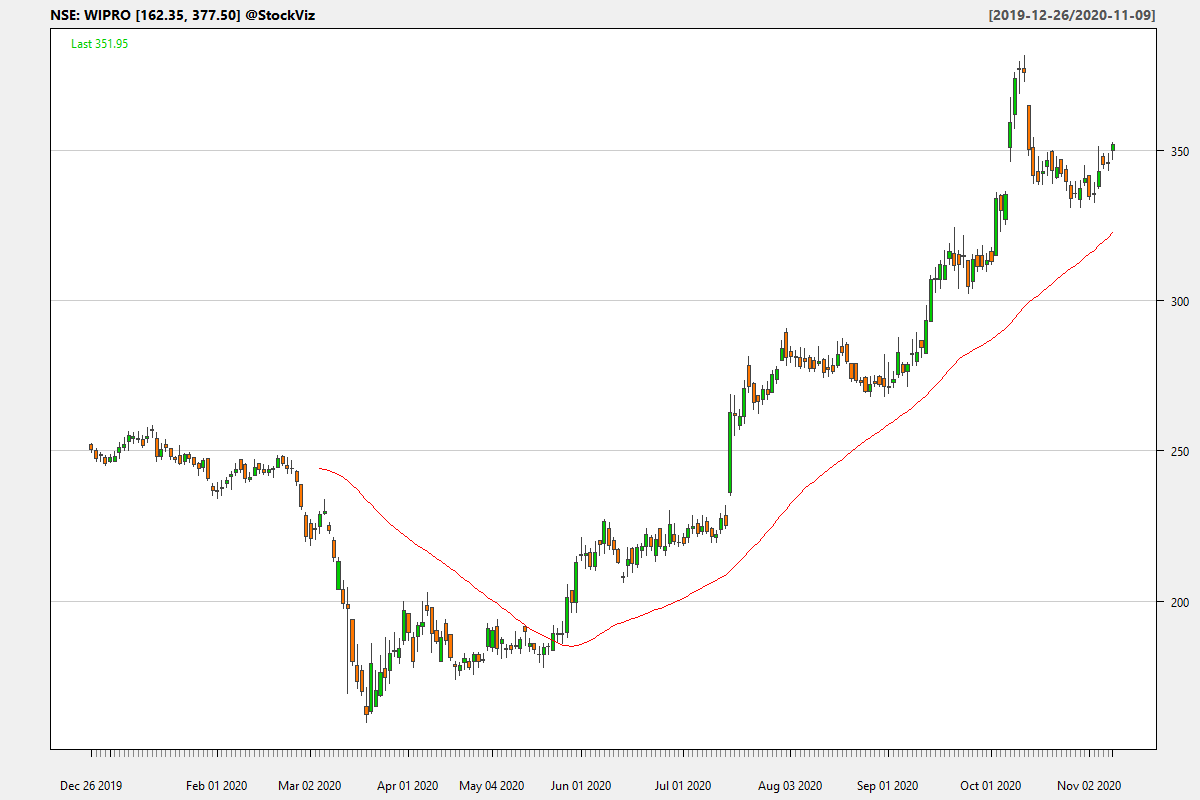 NSE: WIPRO [162.35, 377.50] @StockViz
[2019-12-26/2020-11-09]
Last 351.95
350
300
250
200
Dec 26 2019
Feb 01 2020
Mar 02 2020
Apr 01 2020
May 04 2020
Jun 01 2020
Jul 01 2020
Aug 03 2020
Sep 01 2020
Oct 01 2020
Nov 02 2020